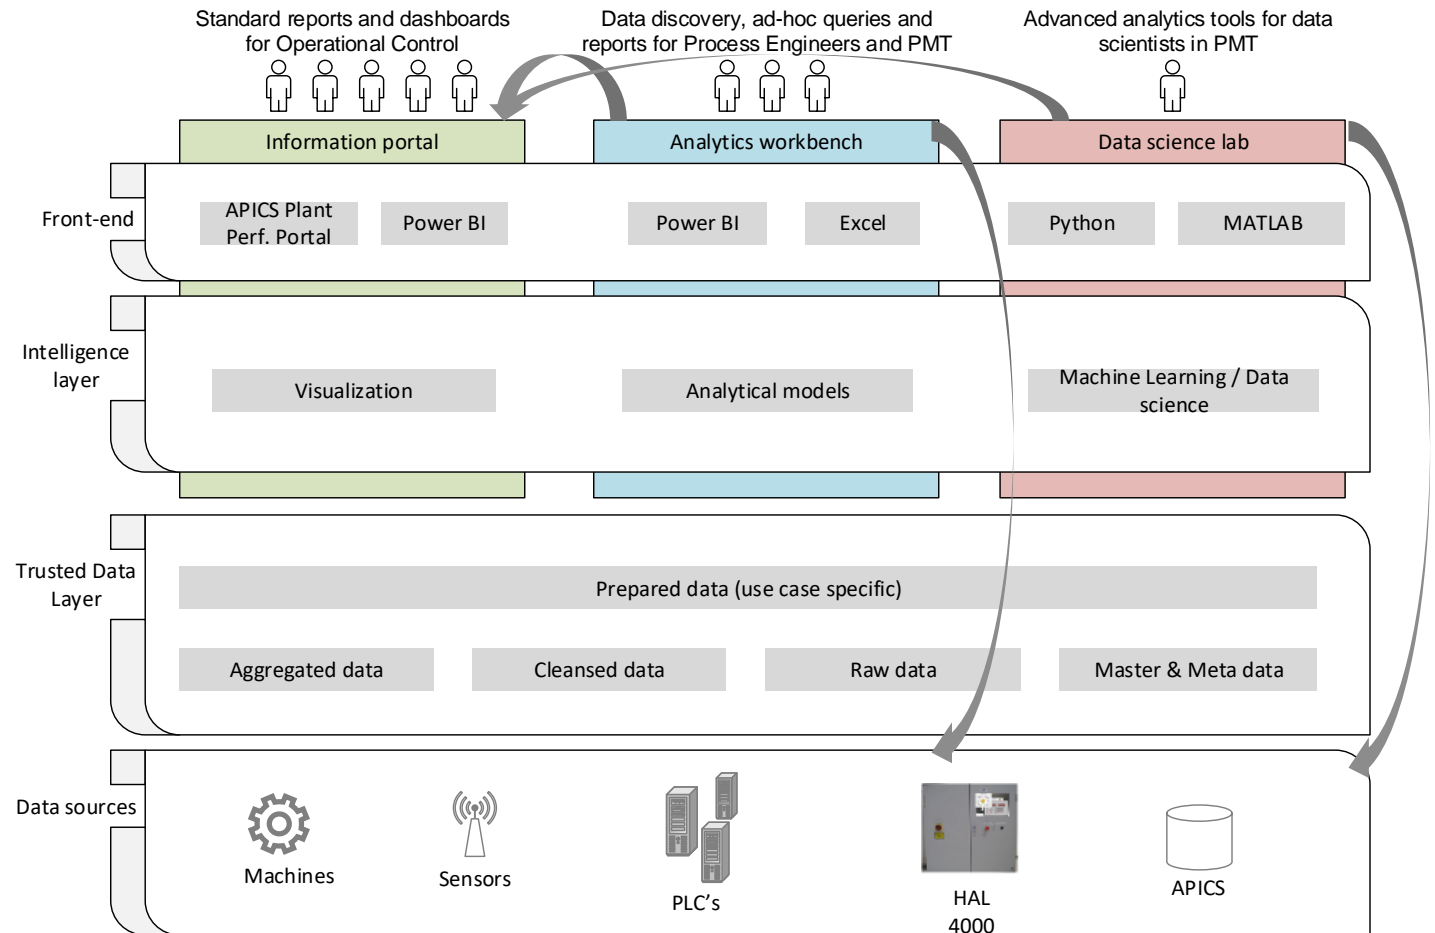 Standard reports and dashboards
for Operational Control
Data discovery, ad-hoc queries and
reports for Process Engineers and PMT
Advanced analytics tools for data
scientists in PMT
Information portal
Analytics workbench
Data science lab
Front-end
APICS Plant
Perf. Portal
Power BI
Power BI
Excel
Python
MATLAB
Intelligence
layer
Visualization
Analytical models
Machine Learning / Data
science
Trusted Data
Layer
Prepared data (use case specific)
Aggregated data
Cleansed data
Raw data
Master & Meta data
Data sources
Machines
Sensors
PLC's
HAL
4000
APICS